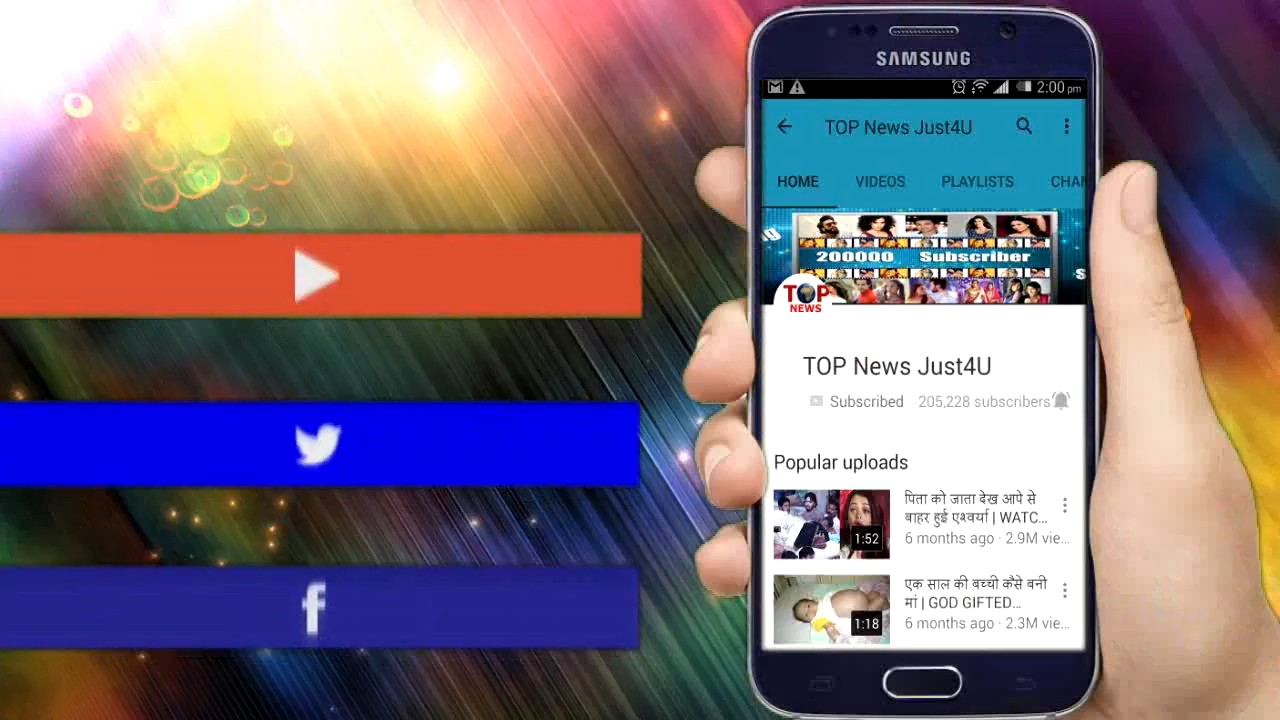 SAMSUNG
2:00 pm
TOP News Just4U
HOME VIDEOS PLAYLISTS CHAN
200000 Subscriber
TOP
NEWS
TOP News Just4U
Subscribed 205,228 subscribers
Popular uploads
पिता को जाता देख आपे से
बाहर हुई एश्वर्या | WATC...
6 months ago · 2.9M vie...
1:52
एक साल की बच्ची कैसे बनी
मां | GOD GIFTED...
6 months ago · 2.3M vie...
1:18